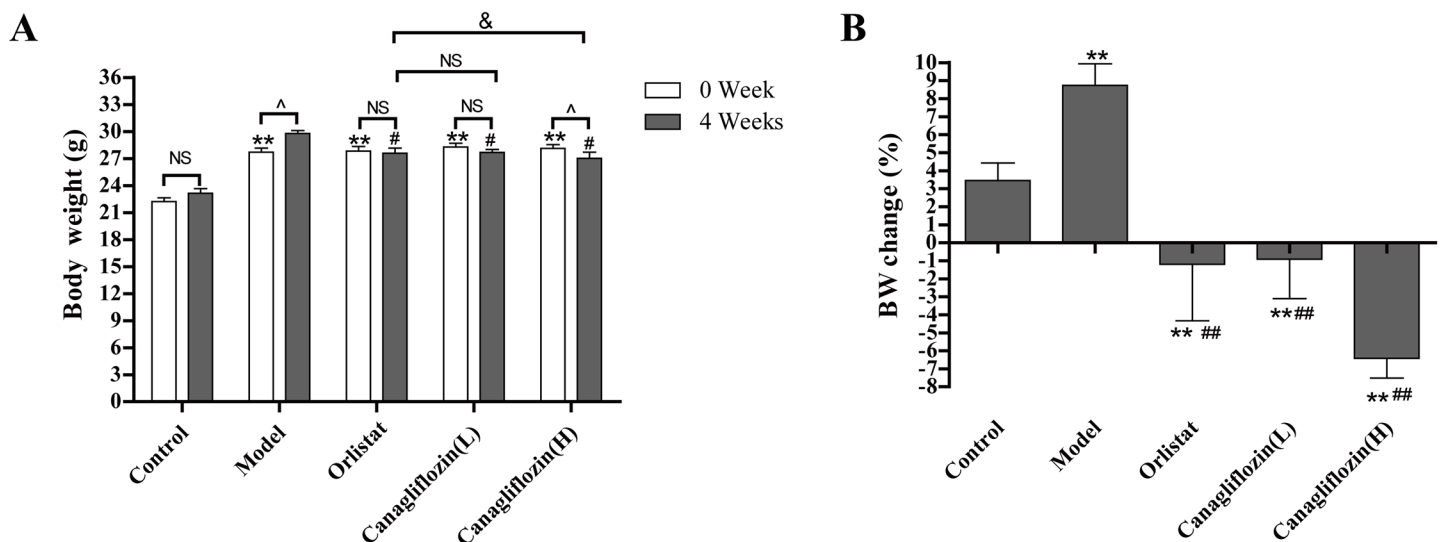 A
&
NS
NS
NS
^
^
NS
** ** # ** # ** #
Body weight (g)
36
33
30
27
24
21
18
15
12
9
6
3
0
Control
Model
Orlistat
Canagliflozin(L)
Canagliflozin(H)
0 Week
4 Weeks
B
BW change (%)
10
9
8
7
6
5
4
3
2
1
0
-1
-2
-3
-4
-5
-6
-7
-8
**
** ##
**##
**##
Control
Model
Orlistat
Canagliflozin(L)
Canagliflozin(H)